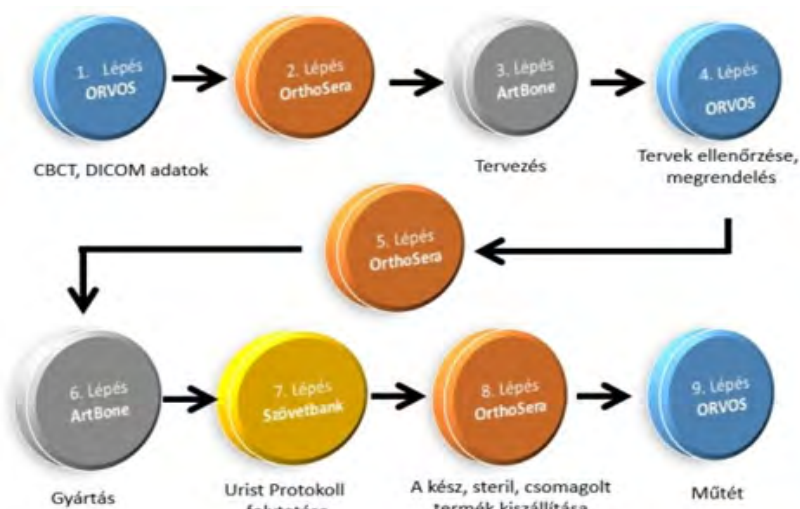 1. Lépés
ORVOS
CBCT, DICOM adatok
2. Lépés
OrthoSera
3. Lépés
ArtBone
Tervezés
4. Lépés
ORVOS
Tervek ellenőrzése,
megrendelés
5. Lépés
OrthoSera
6. Lépés
ArtBone
Gyártás
7. Lépés
Szövetbank
Urist Protokoll
8. Lépés
OrthoSera
A kész, steril, csomagolt
termék kiszállítása
9. Lépés
ORVOS
Műtét